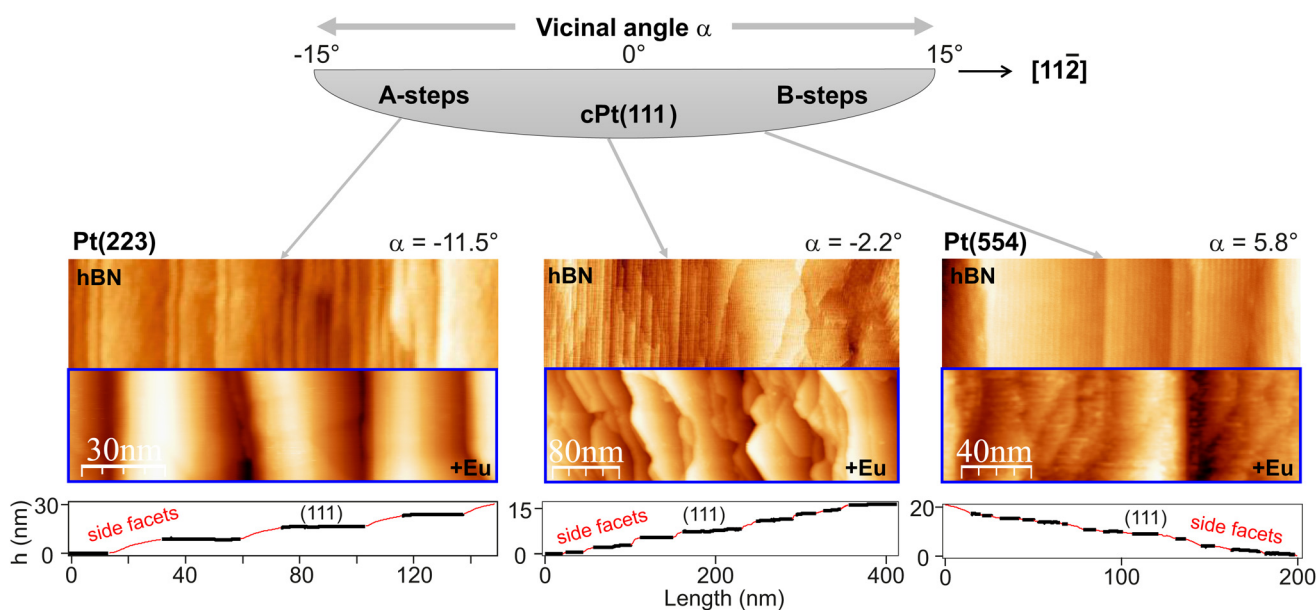 Vicinal angle α
-15° 0° 15°
[112̄]
A-steps B-steps
cPt(111)
Pt(223) α = -11.5° α = -2.2° Pt(554) α = 5.8°
hBN hBN hBN
30nm +Eu 80nm +Eu 40nm +Eu
h (nm)
30 side facets (111)
0
0 40 80 120
15 side facets (111)
0
0 200 400
20 (111) side facets
0
0 100 200
Length (nm)